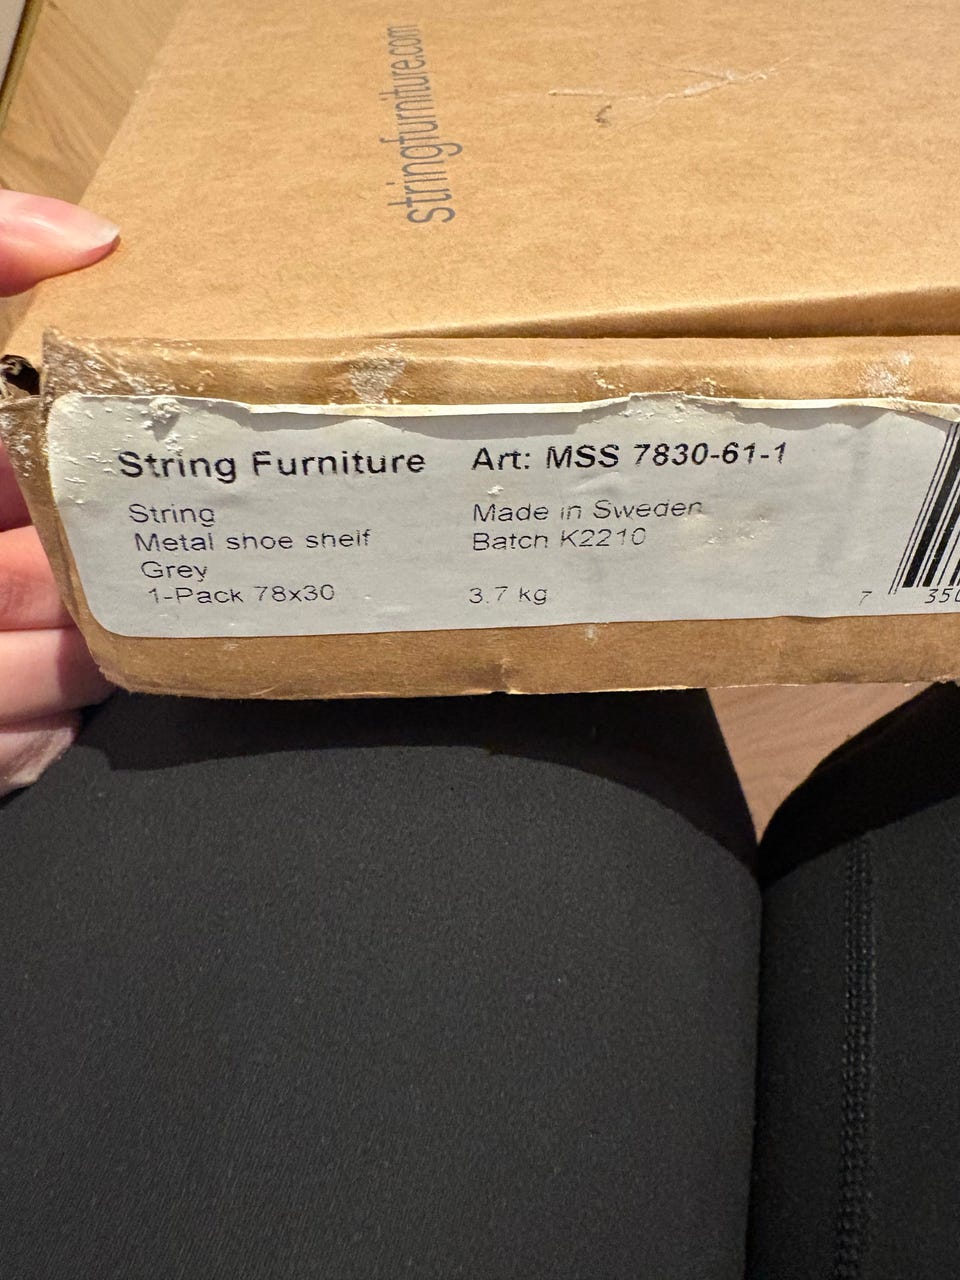 stringfurniture.com
String Furniture
String
Metal shoe shelf
Grey
1-Pack 78x30
Art: MSS 7830-61-1
Made in Sweden
Batch K2210
3.7 kg
7 350